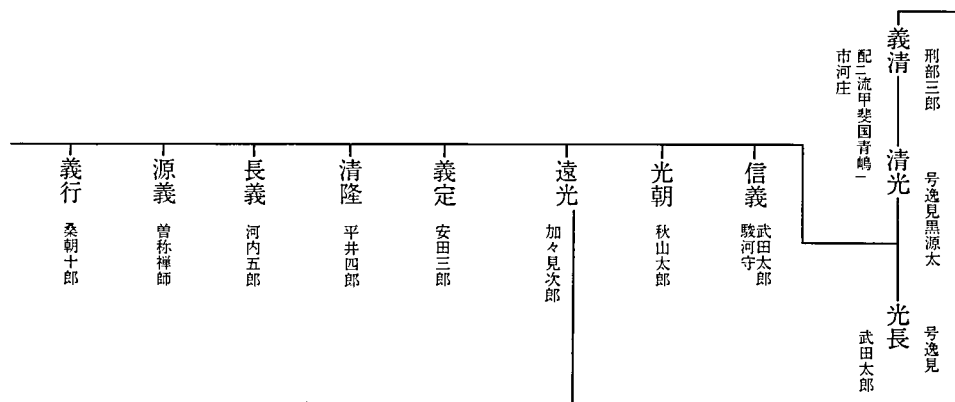 刑部三郎
義清
配二流甲斐国青嶋一
市河庄
号逸見黒源太
清光
号逸見
光長
武田太郎
信義
武田太郎
駿河守
光朝
秋山太郎
遠光
加々見次郎
義定
安田三郎
清隆
平井四郎
長義
河内五郎
源義
曽称禅師
義行
桑朝十郎